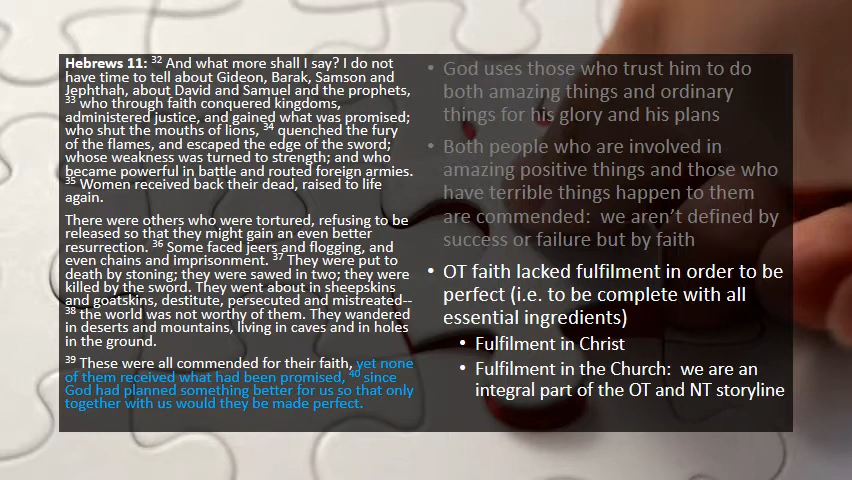 Hebrews 11: 32 And what more shall I say? I do not
have time to tell about Gideon, Barak, Samson and
Jephthah, about David and Samuel and the prophets,
33 who through faith conquered kingdoms,
administered justice, and gained what was promised;
who shut the mouths of lions, 34 quenched the fury
of the flames, and escaped the edge of the sword;
whose weakness was turned to strength; and who
became powerful in battle and routed foreign armies.
35 Women received back their dead, raised to life
again.
There were others who were tortured, refusing to be
released so that they might gain an even better
resurrection. 36 Some faced jeers and flogging, and
even chains and imprisonment. 37 They were put to
death by stoning; they were sawed in two; they were
killed by the sword. They went about in sheepskins
and goatskins, destitute, persecuted and mistreated--
38 the world was not worthy of them. They wandered
in deserts and mountains, living in caves and in holes
in the ground.
39 These were all commended for their faith, yet none
of them received what had been promised, 40 since
God had planned something better for us so that only
together with us would they be made perfect.
• God uses those who trust him to do
both amazing things and ordinary
things for his glory and his plans
• Both people who are involved in
amazing positive things and those who
have terrible things happen to them
are commended: we aren't defined by
success or failure but by faith
• OT faith lacked fulfilment in order to be
perfect (i.e. to be complete with all
essential ingredients)
• Fulfilment in Christ
• Fulfilment in the Church: we are an
integral part of the OT and NT storyline